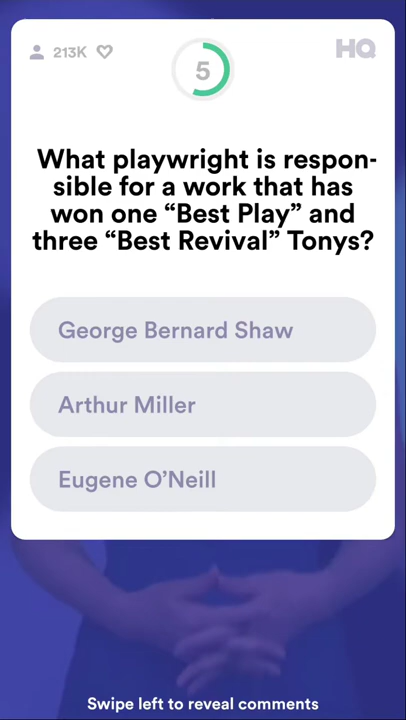 213K
5
HQ
What playwright is respon-
sible for a work that has
won one “Best Play” and
three “Best Revival” Tonys?
George Bernard Shaw
Arthur Miller
Eugene O’Neill
Swipe left to reveal comments